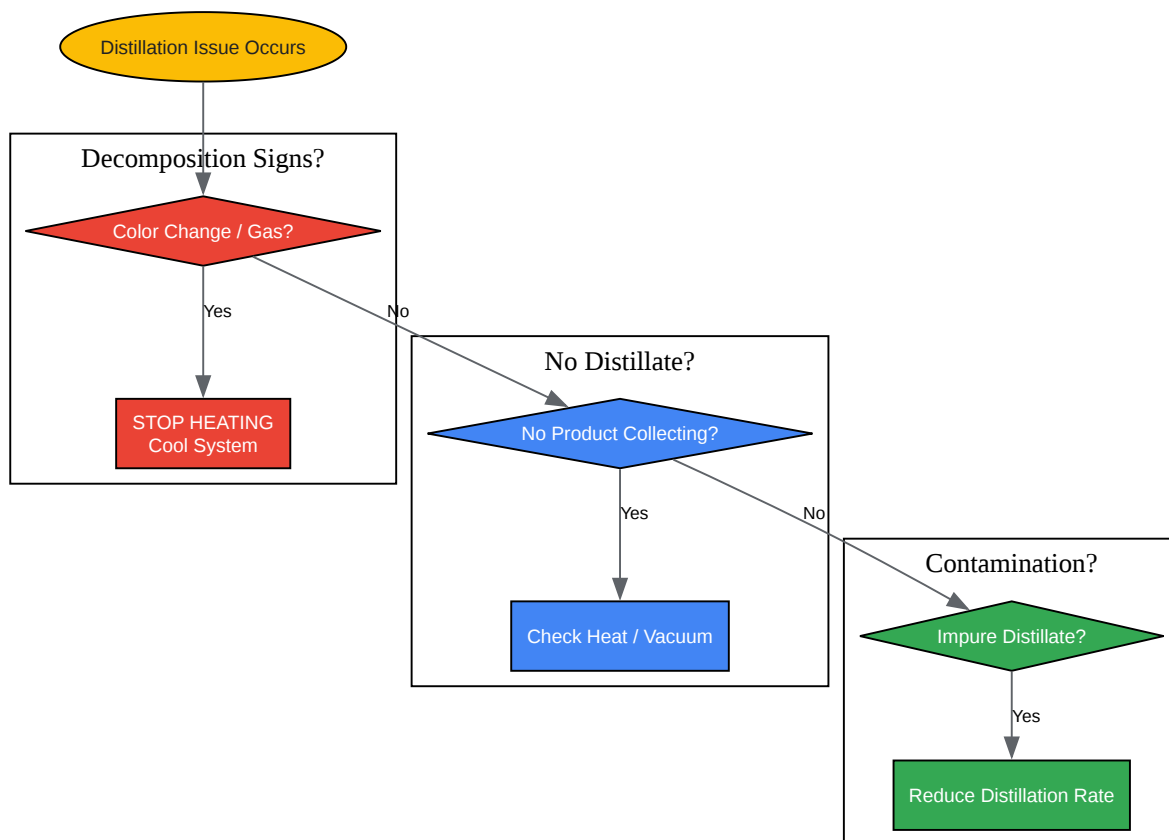 Distillation Issue Occurs
Decomposition Signs?
Color Change / Gas?
Yes
No
STOP HEATING
Cool System
No Distillate?
No Product Collecting?
Yes
No
Check Heat / Vacuum
Contamination?
Impure Distillate?
Yes
Reduce Distillation Rate